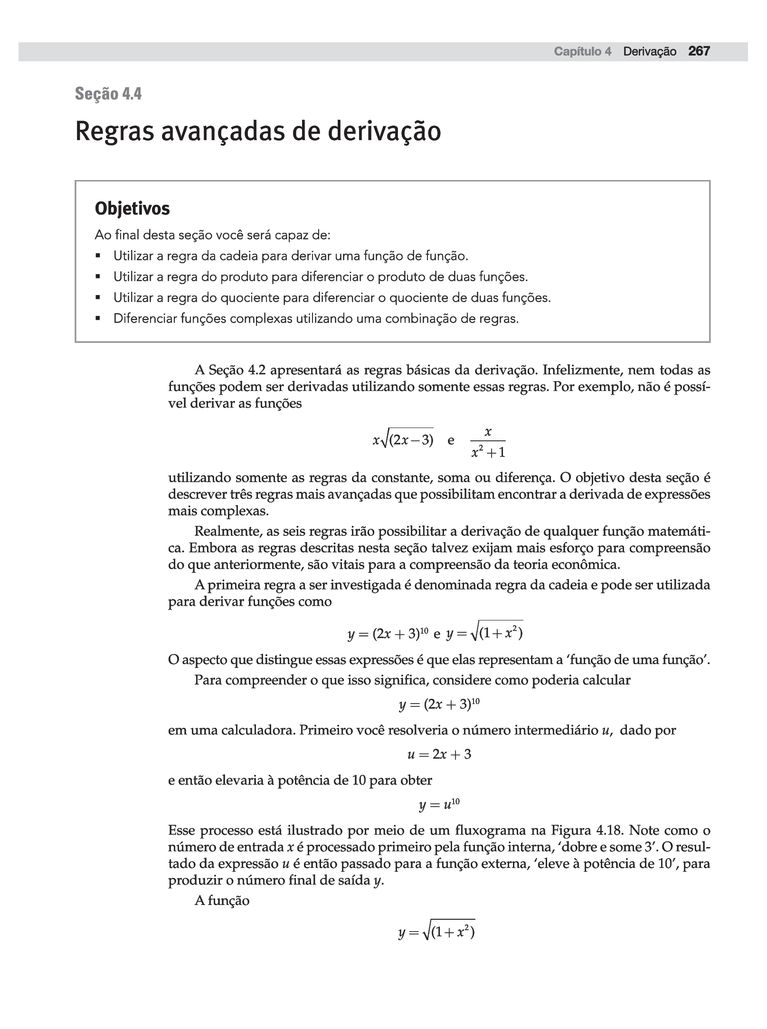 Capítulo 4 Derivação 267
Seção 4.4
Regras avançadas de derivação
Objetivos
Ao final desta seção você será capaz de:
▪ Utilizar a regra da cadeia para derivar uma função de função.
▪ Utilizar a regra do produto para diferenciar o produto de duas funções.
▪ Utilizar a regra do quociente para diferenciar o quociente de duas funções.
▪ Diferenciar funções complexas utilizando uma combinação de regras.
A Seção 4.2 apresentará as regras básicas da derivação. Infelizmente, nem todas as
funções podem ser derivadas utilizando somente essas regras. Por exemplo, não é possí-
vel derivar as funções
x√(2x − 3) e x/(x² + 1)
utilizando somente as regras da constante, soma ou diferença. O objetivo desta seção é
descrever três regras mais avançadas que possibilitam encontrar a derivada de expressões
mais complexas.
Realmente, as seis regras irão possibilitar a derivação de qualquer função matemáti-
ca. Embora as regras descritas nesta seção talvez exijam mais esforço para compreensão
do que anteriormente, são vitais para a compreensão da teoria econômica.
A primeira regra a ser investigada é denominada regra da cadeia e pode ser utilizada
para derivar funções como
y = (2x + 3)¹⁰ e y = √(1 + x²)
O aspecto que distingue essas expressões é que elas representam a ‘função de uma função’.
Para compreender o que isso significa, considere como poderia calcular
y = (2x + 3)¹⁰
em uma calculadora. Primeiro você resolveria o número intermediário u, dado por
u = 2x + 3
e então elevaria à potência de 10 para obter
y = u¹⁰
Esse processo está ilustrado por meio de um fluxograma na Figura 4.18. Note como o
número de entrada x é processado primeiro pela função interna, ‘dobre e some 3’. O resul-
tado da expressão u é então passado para a função externa, ‘eleve à potência de 10’, para
produzir o número final de saída y.
A função
y = √(1 + x²)